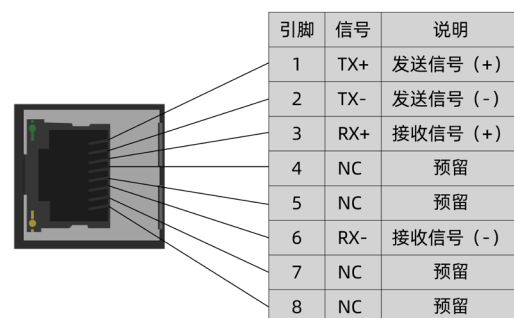 引脚 信号 说明
1 TX+ 发送信号（+）
2 TX- 发送信号（-）
3 RX+ 接收信号（+）
4 NC 预留
5 NC 预留
6 RX- 接收信号（-）
7 NC 预留
8 NC 预留